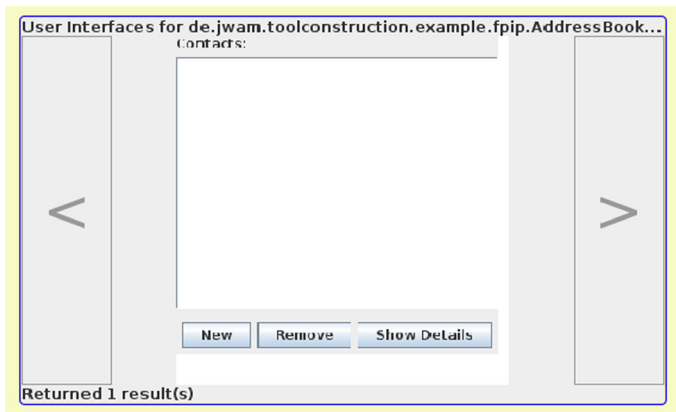 User Interfaces for de.jwam.toolconstruction.example.fpip.AddressBook...
Contacts:
<
>
New Remove Show Details
Returned 1 result(s)